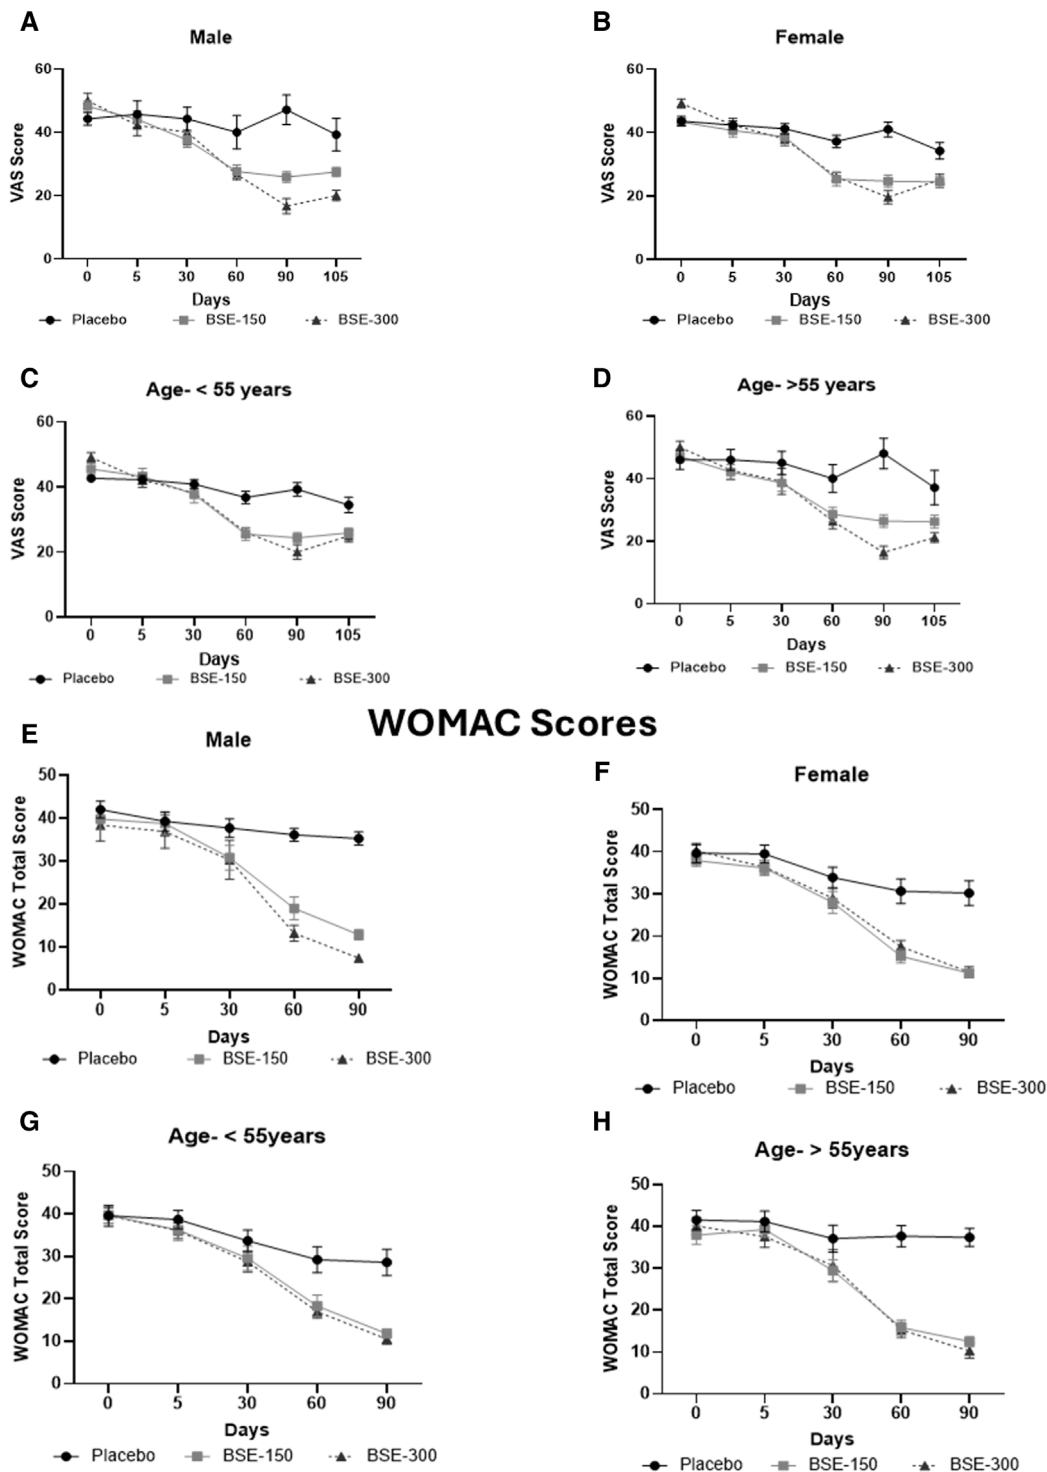 A
Male
VAS Score
60
40
20
0
0 5 30 60 90 105
Days
Placebo BSE-150 BSE-300
B
Female
VAS Score
60
40
20
0
0 5 30 60 90 105
Days
Placebo BSE-150 BSE-300
C
Age- < 55 years
VAS Score
60
40
20
0
0 5 30 60 90 105
Days
Placebo BSE-150 BSE-300
D
Age- >55 years
VAS Score
60
40
20
0
0 5 30 60 90 105
Days
Placebo BSE-150 BSE-300
WOMAC Scores
E
Male
WOMAC Total Score
50
40
30
20
10
0
0 5 30 60 90
Days
Placebo BSE-150 BSE-300
F
Female
WOMAC Total Score
50
40
30
20
10
0
0 5 30 60 90
Days
Placebo BSE-150 BSE-300
G
Age- < 55years
WOMAC Total Score
50
40
30
20
10
0
0 5 30 60 90
Days
Placebo BSE-150 BSE-300
H
Age- > 55years
WOMAC Total Score
50
40
30
20
10
0
0 5 30 60 90
Days
Placebo BSE-150 BSE-300